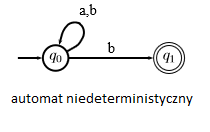 a,b
b
q0
q1
automat niedeterministyczny